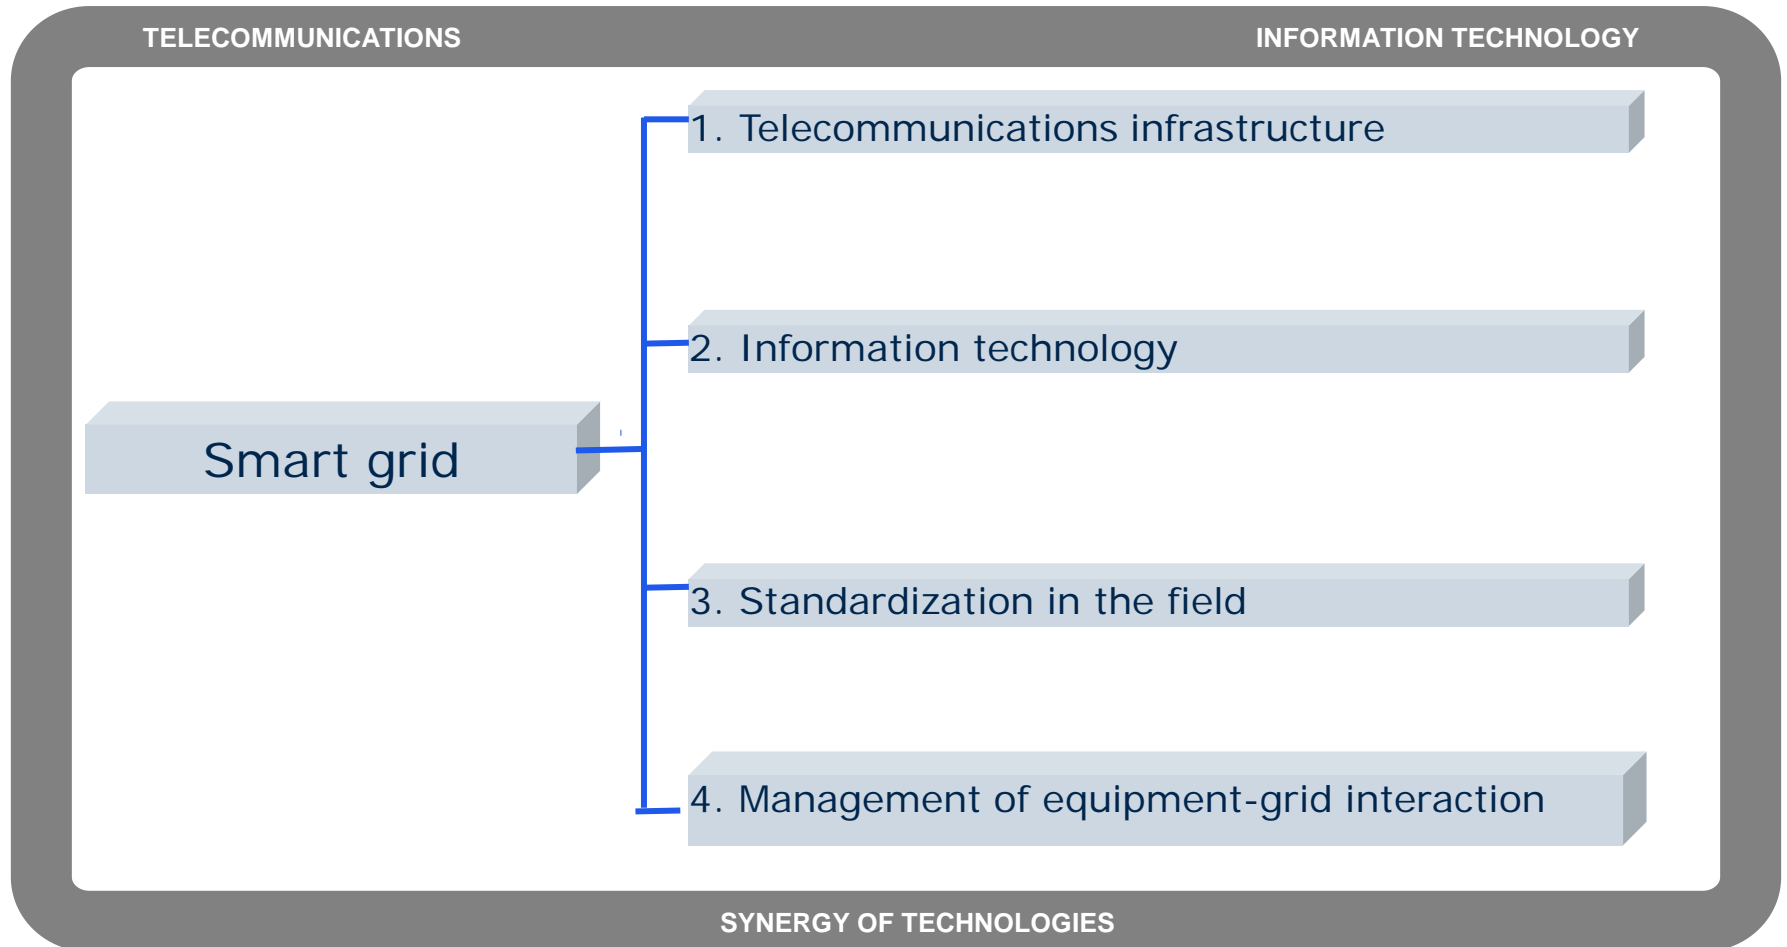 TELECOMMUNICATIONS
INFORMATION TECHNOLOGY
1. Telecommunications infrastructure
2. Information technology
Smart grid
3. Standardization in the field
4. Management of equipment-grid interaction
SYNERGY OF TECHNOLOGIES